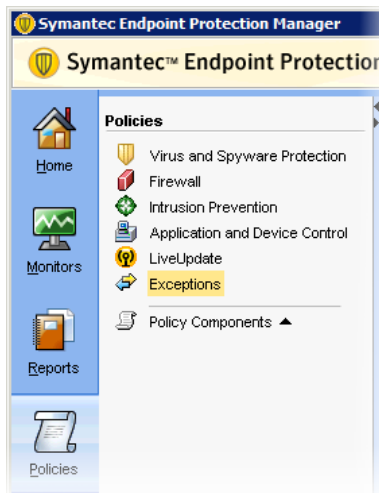 Symantec Endpoint Protection Manager
Symantec™ Endpoint Protection
Home
Monitors
Reports
Policies
Policies
Virus and Spyware Protection
Firewall
Intrusion Prevention
Application and Device Control
LiveUpdate
Exceptions
Policy Components